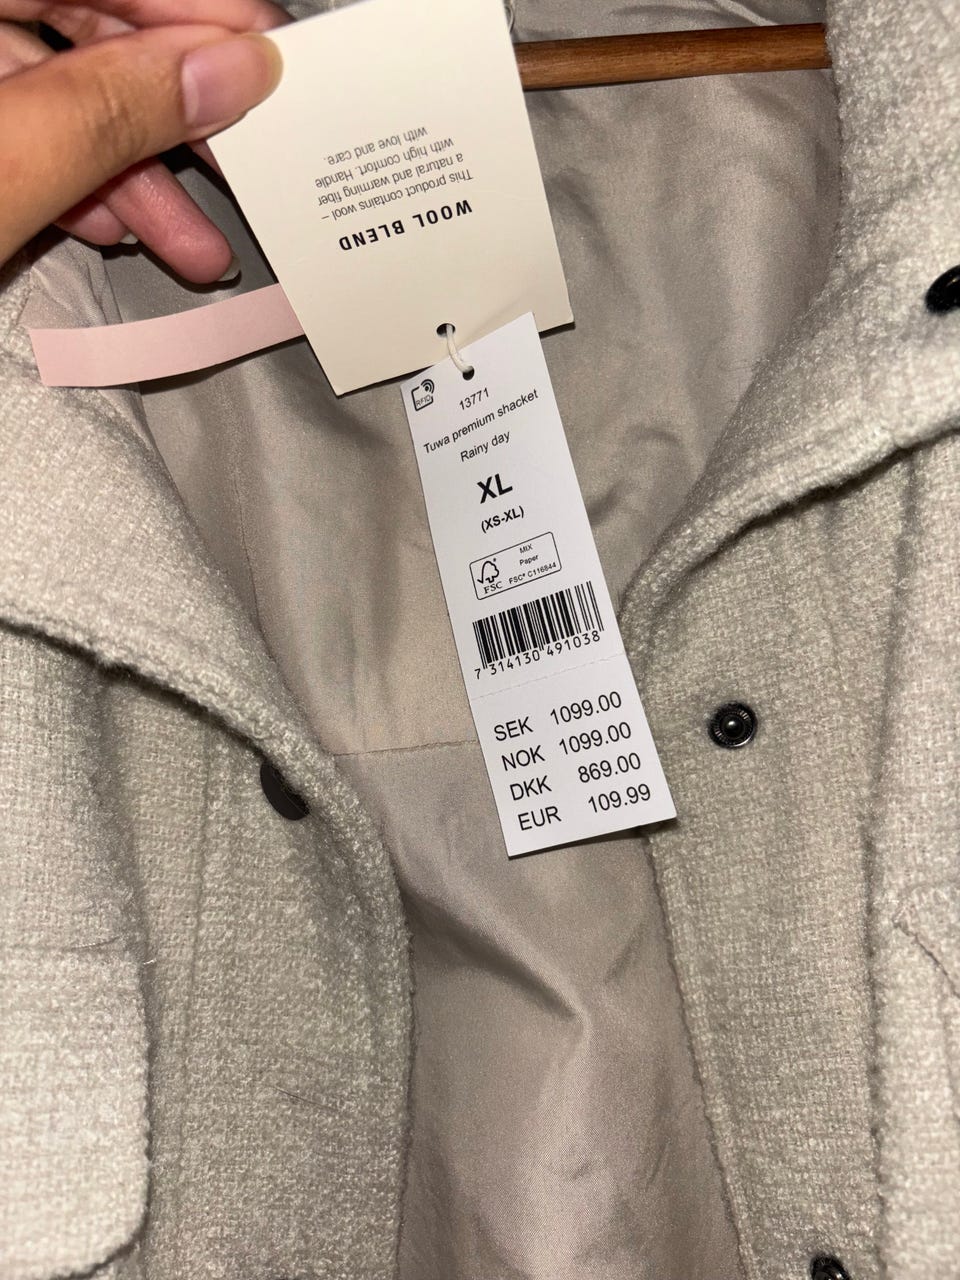 WOOL BLEND
This product contains wool –
a natural and warming fiber
with high comfort. Handle
with love and care.
RFID
13771
Tuwa premium shacket
Rainy day
XL
(XS-XL)
MIX
Paper
FSC® C116844
FSC
7 314130 491038
SEK 1099.00
NOK 1099.00
DKK 869.00
EUR 109.99